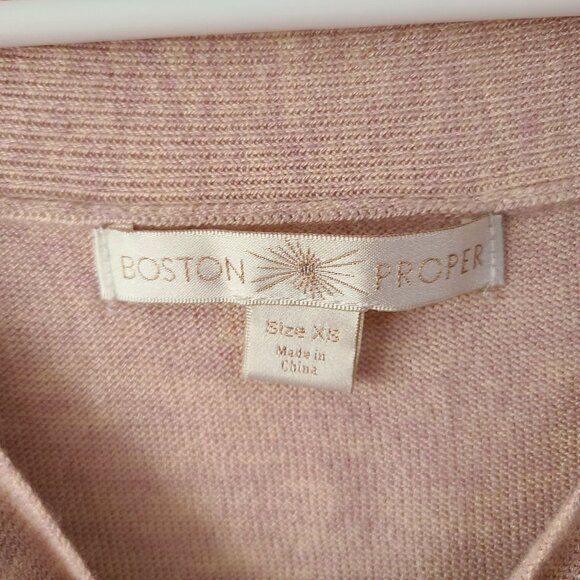 BOSTON PROPER
Size XS
Made in
China